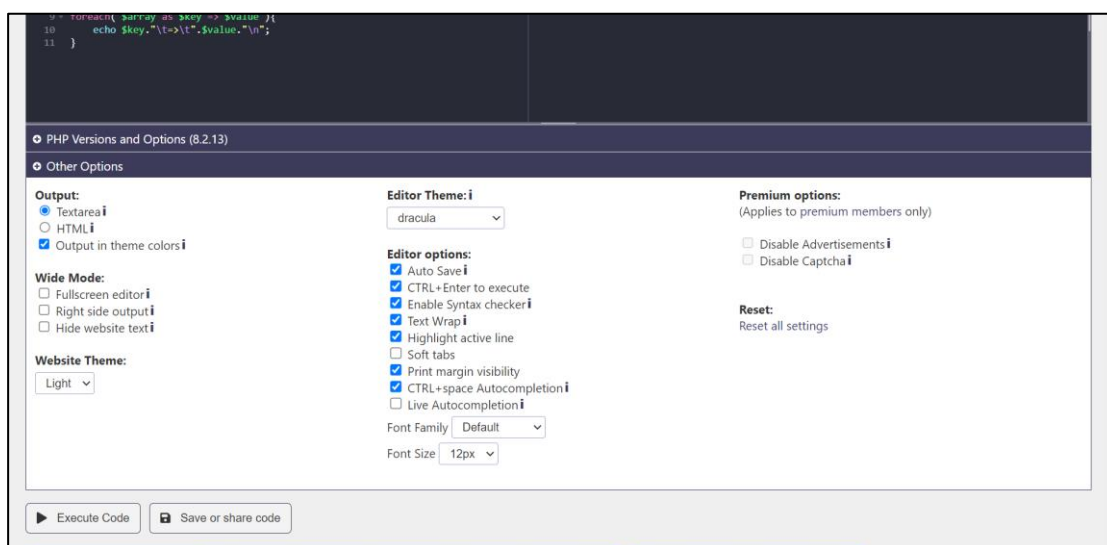 9 foreach( $array as $key => $value ){
10 echo $key."\t=>\t".$value."\n";
11 }
PHP Versions and Options (8.2.13)
Other Options
Output:
Textarea i
HTML i
Output in theme colors i
Wide Mode:
Fullscreen editor i
Right side output i
Hide website text i
Website Theme:
Light
Editor Theme: i
dracula
Editor options:
Auto Save i
CTRL+Enter to execute
Enable Syntax checker i
Text Wrap i
Highlight active line
Soft tabs
Print margin visibility
CTRL+space Autocompletion i
Live Autocompletion i
Font Family Default
Font Size 12px
Premium options:
(Applies to premium members only)
Disable Advertisements i
Disable Captcha i
Reset:
Reset all settings
Execute Code
Save or share code